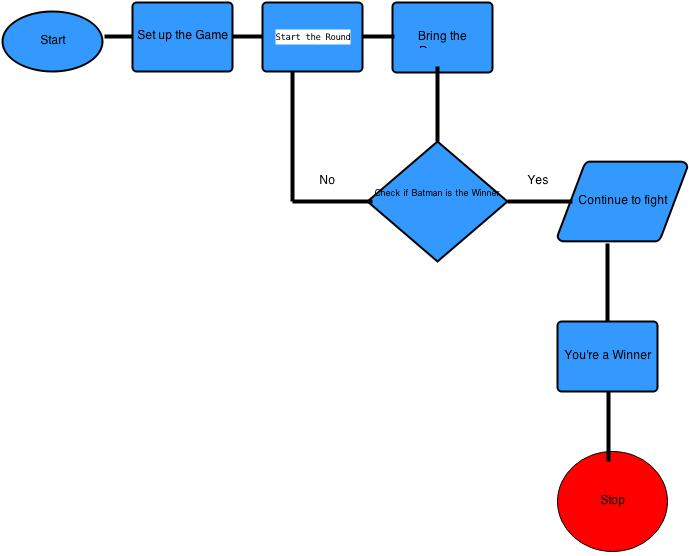 Start
Set up the Game
Start the Round
Bring the
No
Check if Batman is the Winner
Yes
Continue to fight
You're a Winner
Stop